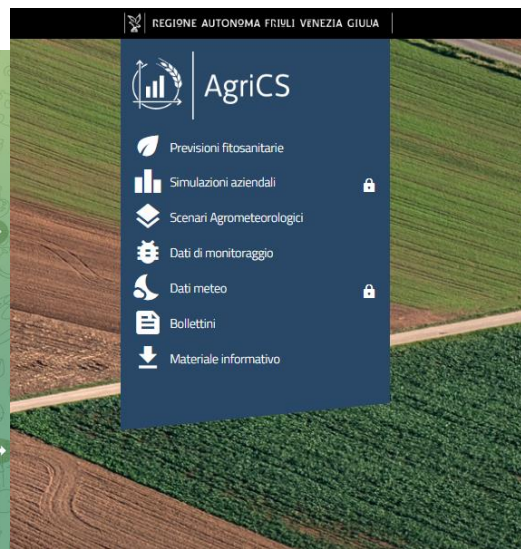 REGIONE AUTONOMA FRIULI VENEZIA GIULIA
AgriCS
Previsioni fitosanitarie
Simulazioni aziendali
Scenari Agrometeorologici
Dati di monitoraggio
Dati meteo
Bollettini
Materiale informativo